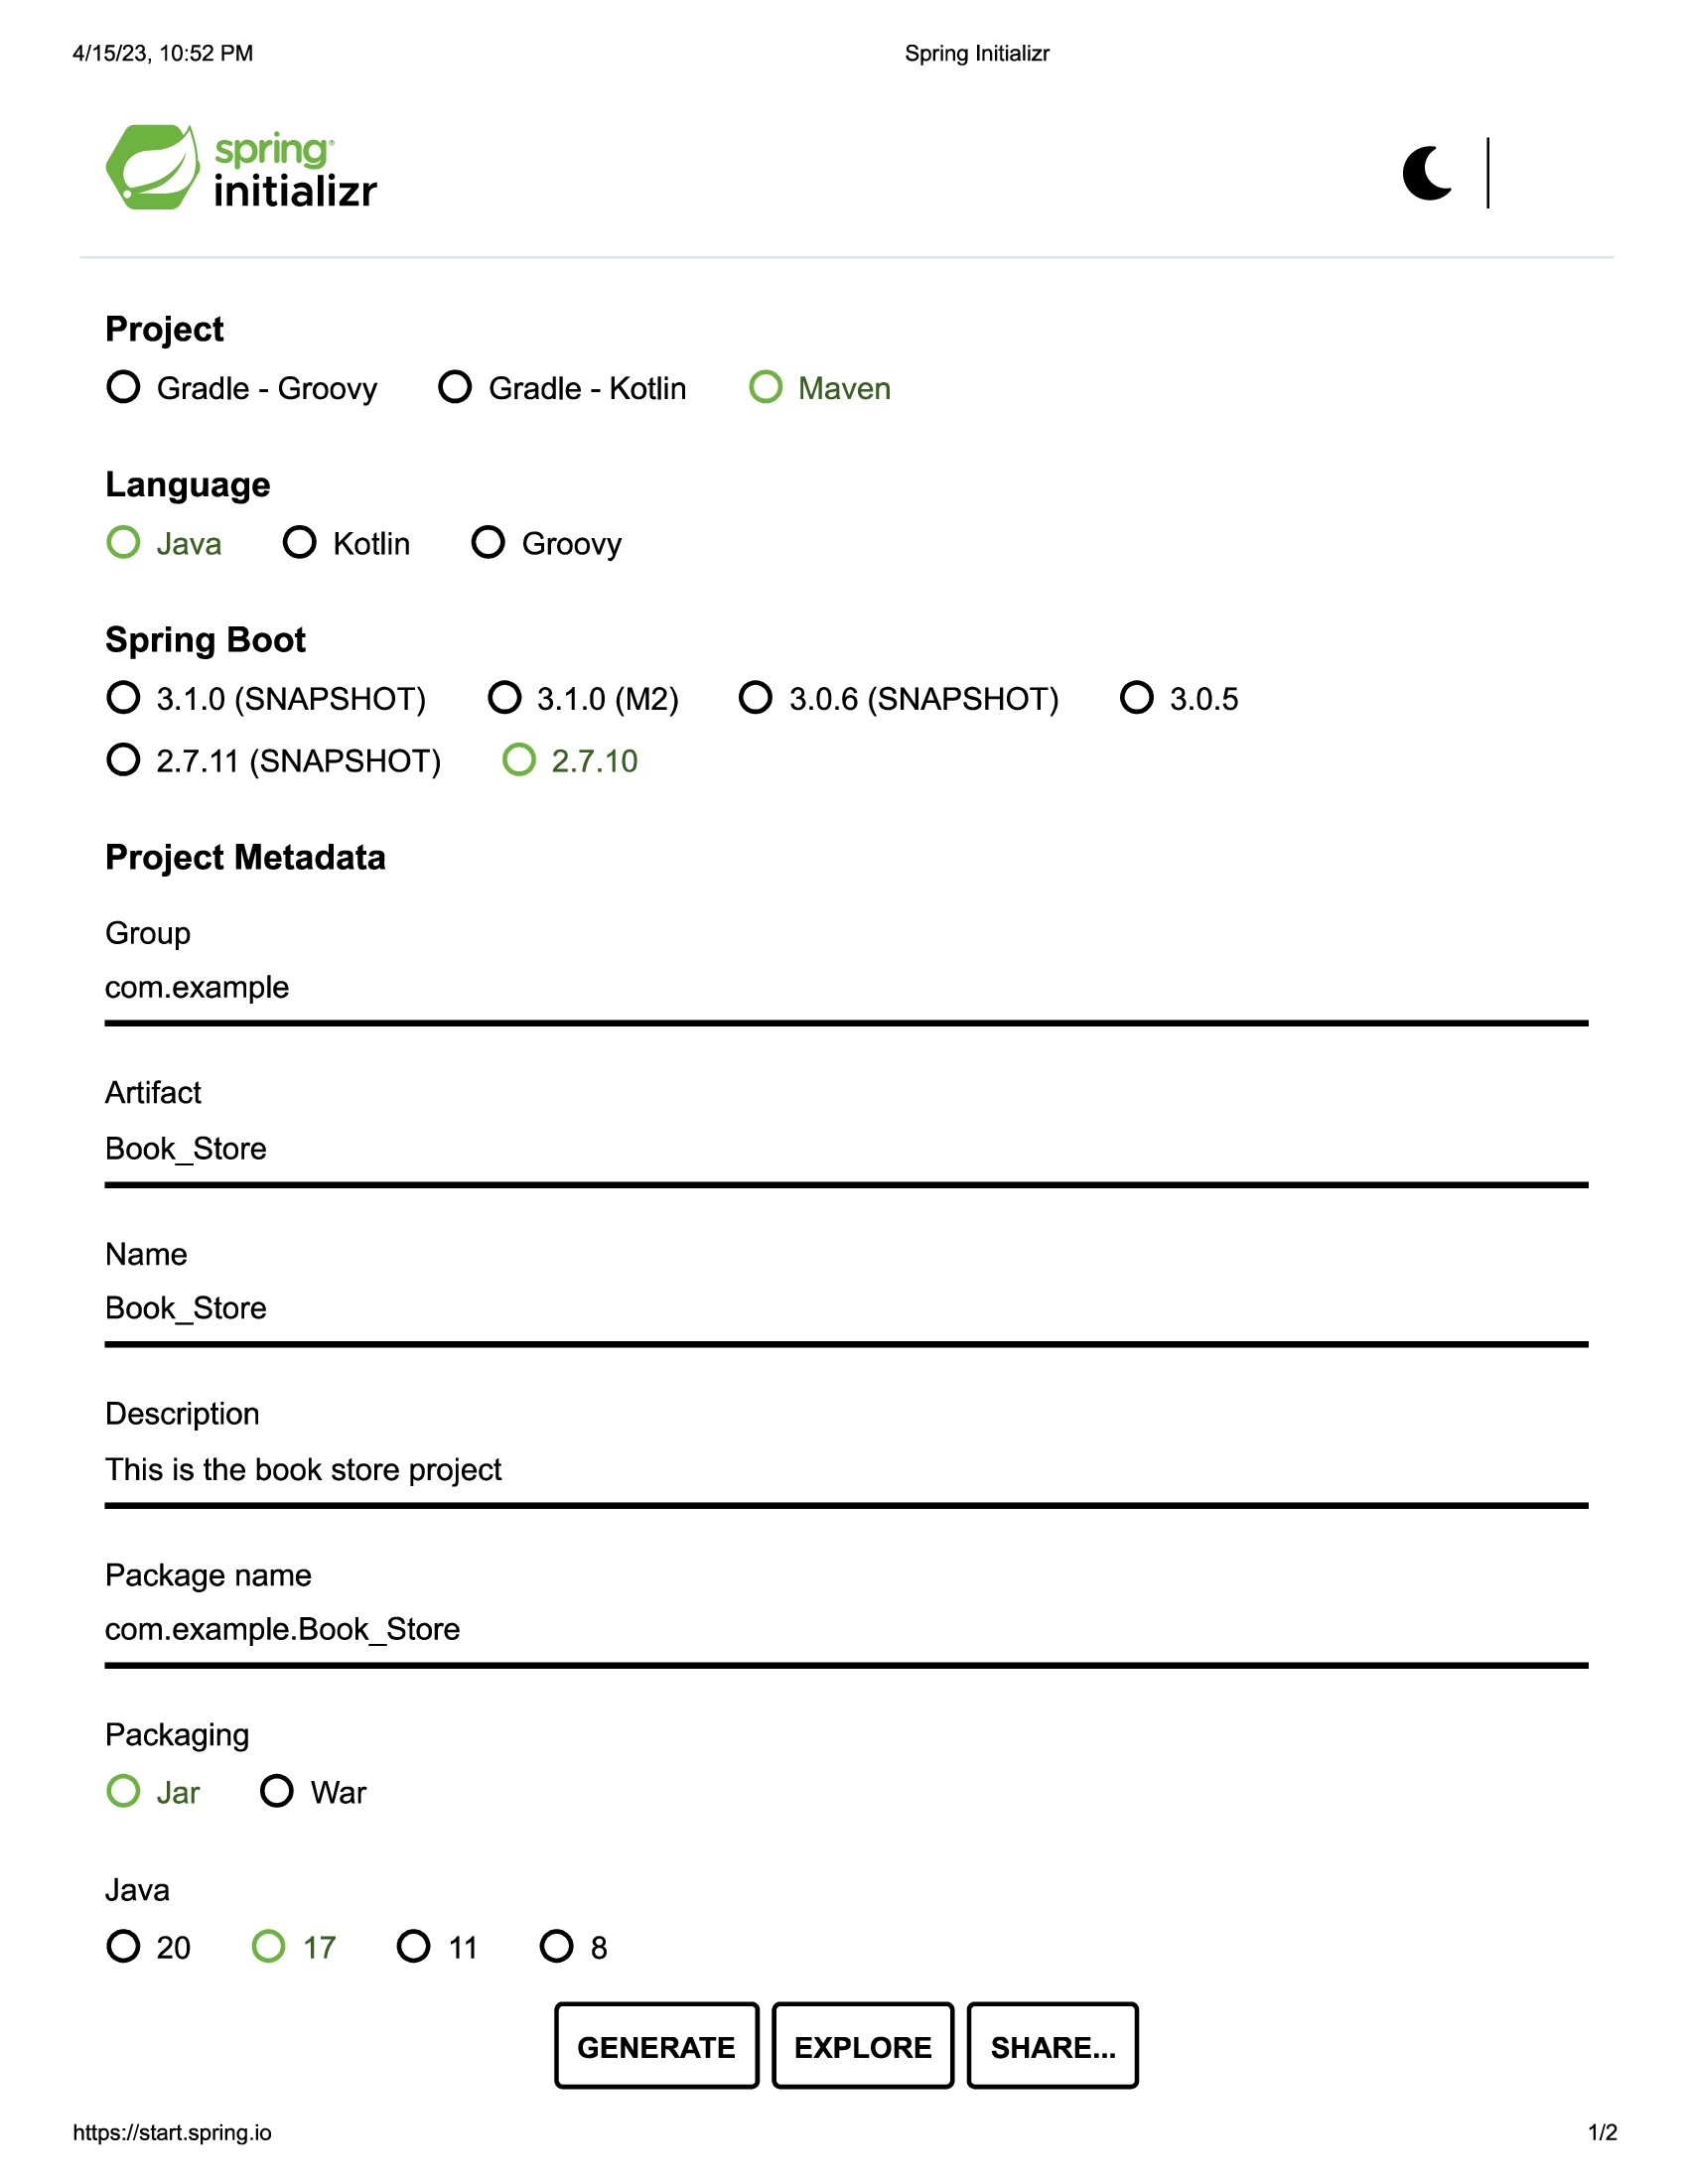 4/15/23, 10:52 PM Spring Initializr
spring
initializr
Project
Gradle - Groovy Gradle - Kotlin Maven
Language
Java Kotlin Groovy
Spring Boot
3.1.0 (SNAPSHOT) 3.1.0 (M2) 3.0.6 (SNAPSHOT) 3.0.5
2.7.11 (SNAPSHOT) 2.7.10
Project Metadata
Group
com.example
Artifact
Book_Store
Name
Book_Store
Description
This is the book store project
Package name
com.example.Book_Store
Packaging
Jar War
Java
20 17 11 8
GENERATE EXPLORE SHARE...
https://start.spring.io 1/2